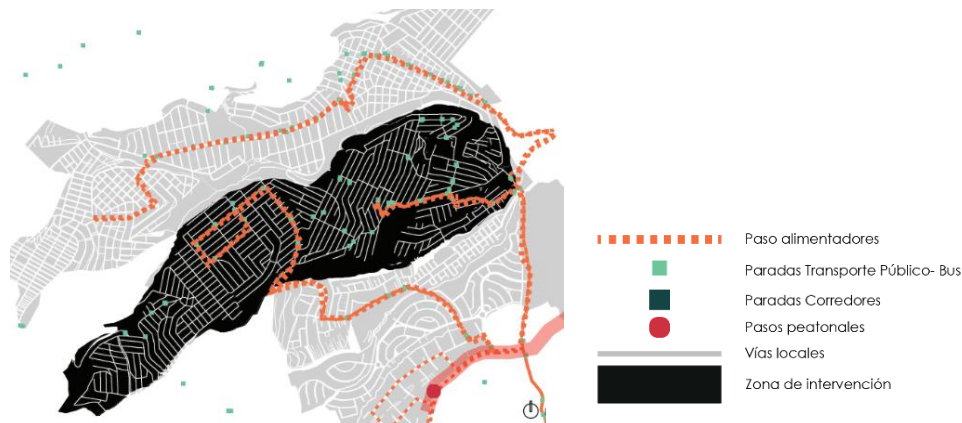 Paso alimentadores
Paradas Transporte Público- Bus
Paradas Corredores
Pasos peatonales
Vías locales
Zona de intervención